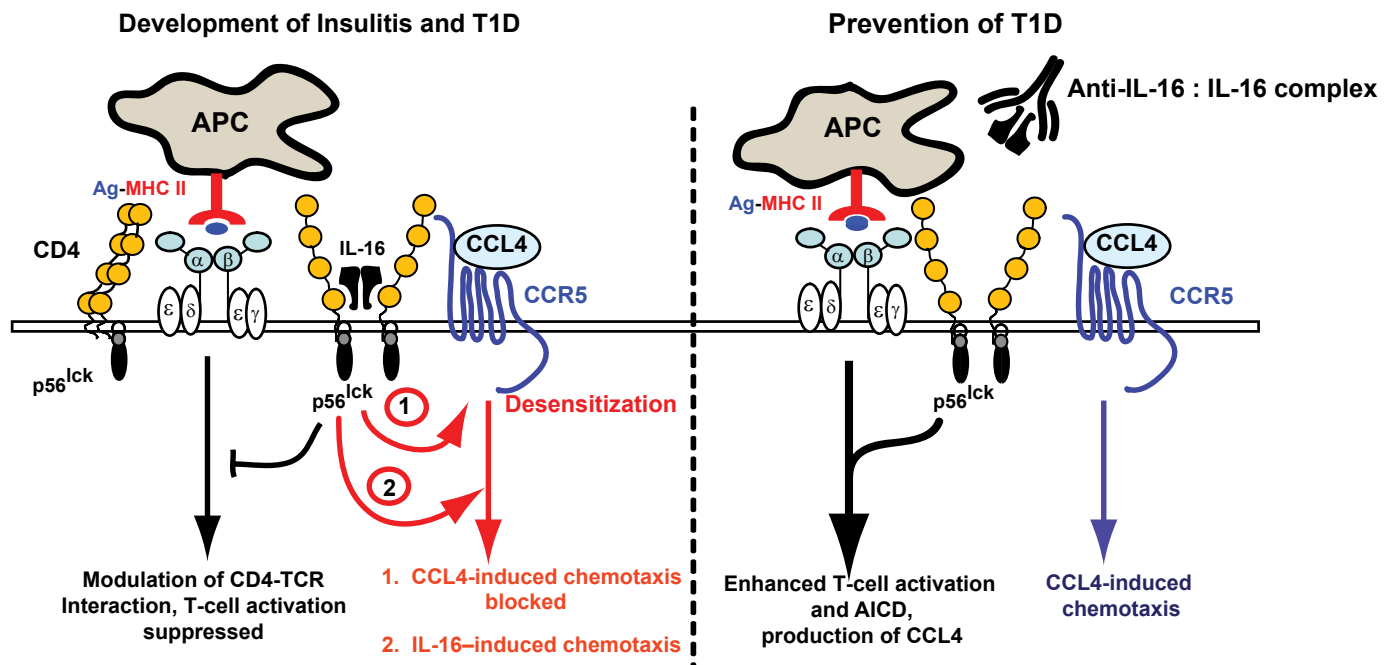 Development of Insulitis and T1D
APC
Ag-MHC II
CD4
α β
IL-16
CCL4
CCR5
ε δ ε γ
p56lck
p56lck
1
Desensitization
2
Modulation of CD4-TCR
Interaction, T-cell activation
suppressed
1. CCL4-induced chemotaxis
blocked
2. IL-16–induced chemotaxis
Prevention of T1D
Anti-IL-16 : IL-16 complex
APC
Ag-MHC II
α β
CCL4
CCR5
ε δ ε γ
p56lck
Enhanced T-cell activation
and AICD,
production of CCL4
CCL4-induced
chemotaxis